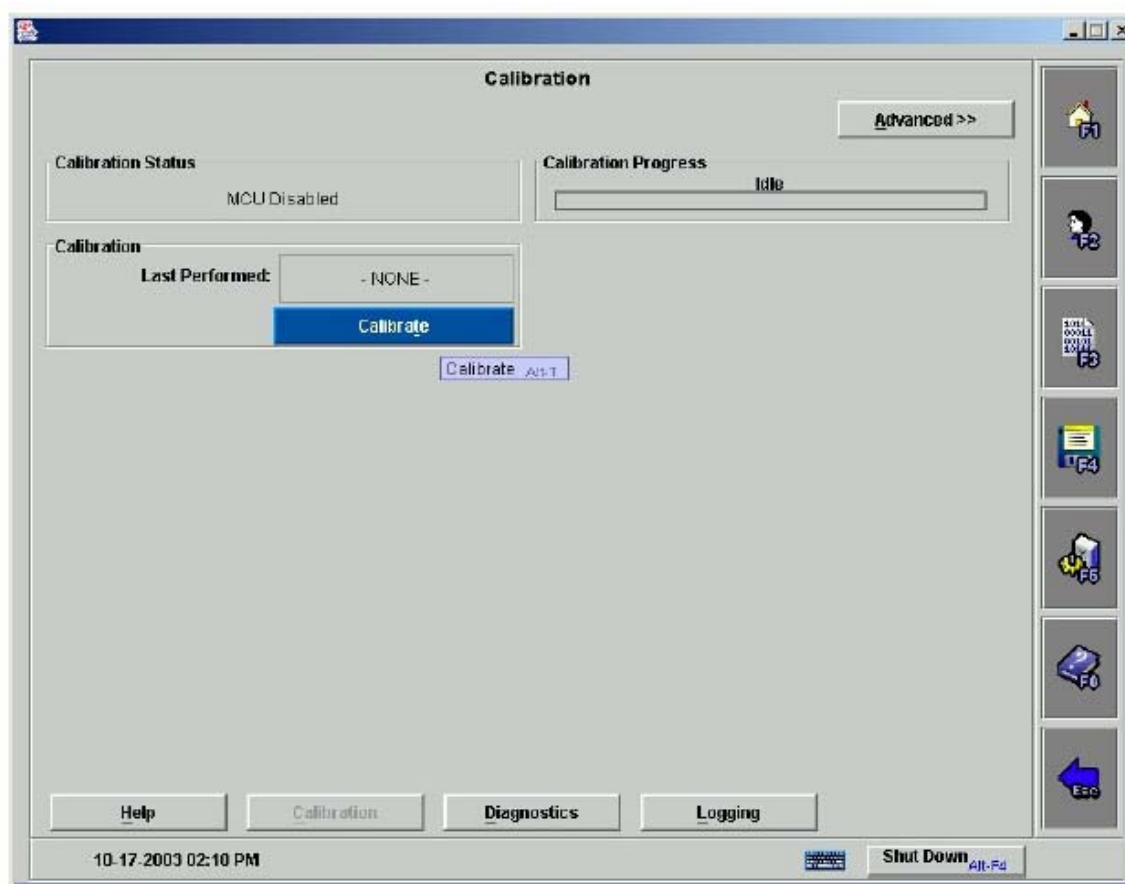 Calibration
Advanced >>
Calibration Status
MCU Disabled
Calibration Progress
Idle
Calibration
Last Performed:
- NONE -
Calibrate
Calibrate Alt-T
F1
F2
F3
F4
F6
Esc
Help
Calibration
Diagnostics
Logging
10-17-2003 02:10 PM
Shut Down Alt-F4